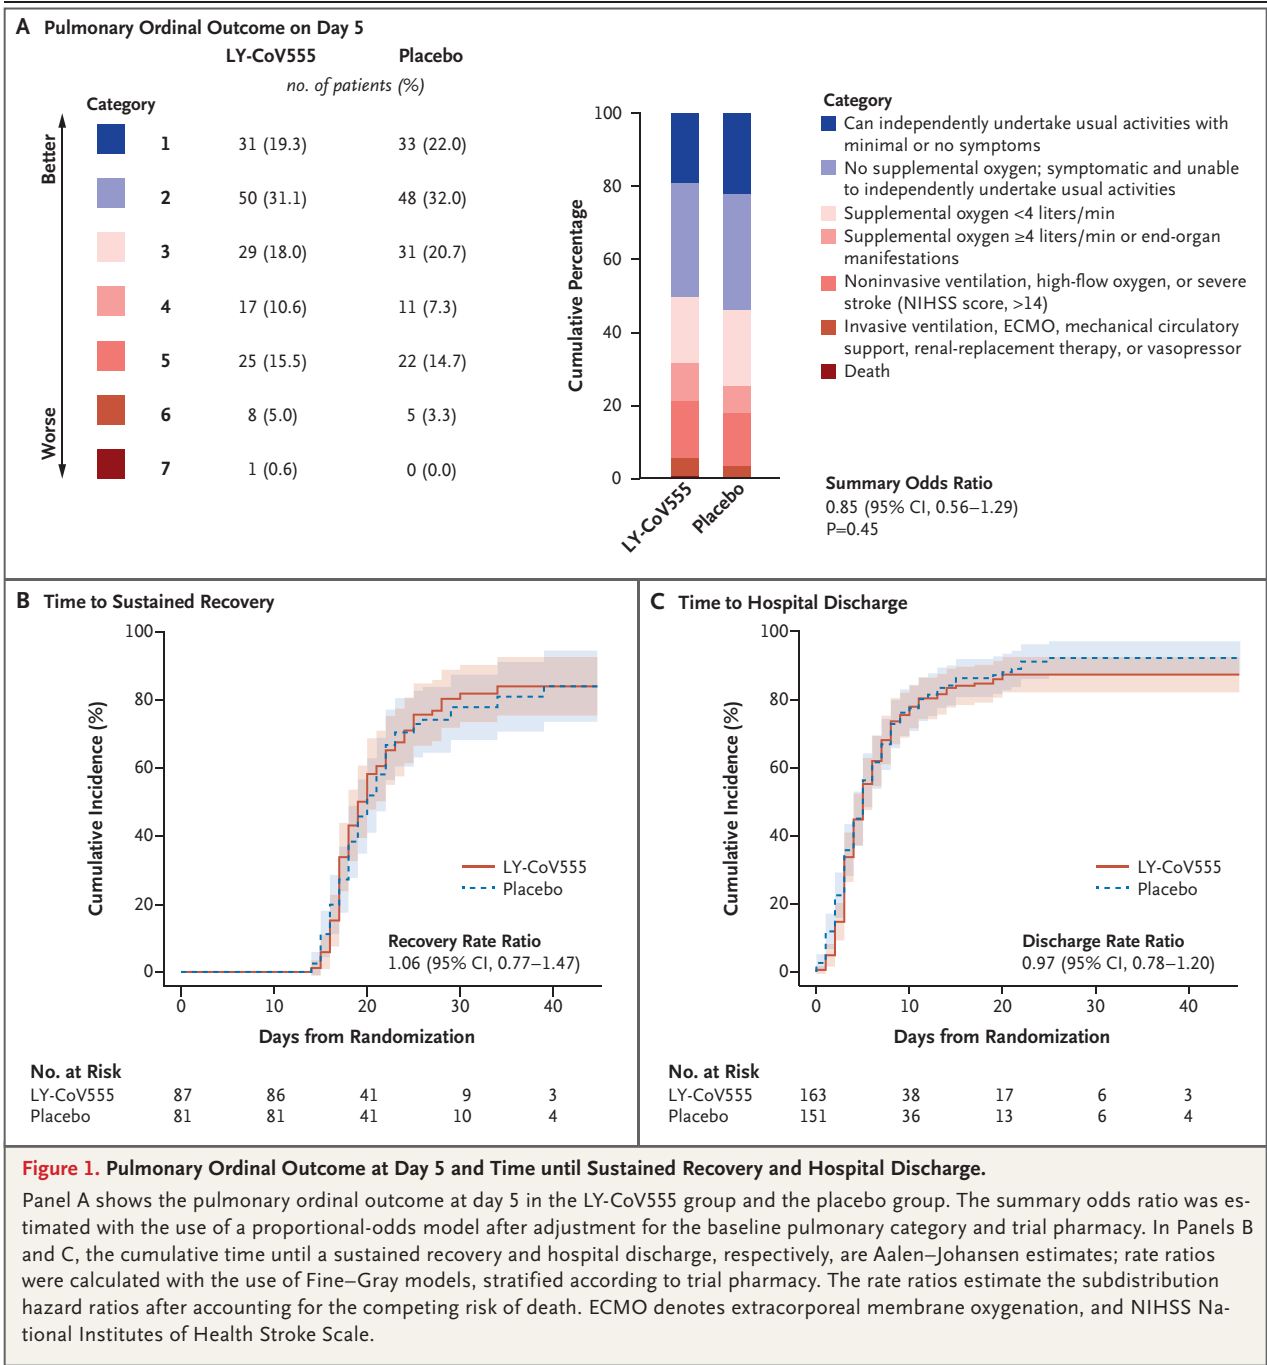 A Pulmonary Ordinal Outcome on Day 5
LY-CoV555 Placebo
no. of patients (%)
Category
Better
Worse
1 31 (19.3) 33 (22.0)
2 50 (31.1) 48 (32.0)
3 29 (18.0) 31 (20.7)
4 17 (10.6) 11 (7.3)
5 25 (15.5) 22 (14.7)
6 8 (5.0) 5 (3.3)
7 1 (0.6) 0 (0.0)
Cumulative Percentage
100
80
60
40
20
0
LY-CoV555
Placebo
Category
Can independently undertake usual activities with
minimal or no symptoms
No supplemental oxygen; symptomatic and unable
to independently undertake usual activities
Supplemental oxygen <4 liters/min
Supplemental oxygen ≥4 liters/min or end-organ
manifestations
Noninvasive ventilation, high-flow oxygen, or severe
stroke (NIHSS score, >14)
Invasive ventilation, ECMO, mechanical circulatory
support, renal-replacement therapy, or vasopressor
Death
Summary Odds Ratio
0.85 (95% CI, 0.56–1.29)
P=0.45
B Time to Sustained Recovery
Cumulative Incidence (%)
100
80
60
40
20
0
LY-CoV555
Placebo
Recovery Rate Ratio
1.06 (95% CI, 0.77–1.47)
0 10 20 30 40
Days from Randomization
No. at Risk
LY-CoV555 87 86 41 9 3
Placebo 81 81 41 10 4
C Time to Hospital Discharge
Cumulative Incidence (%)
100
80
60
40
20
0
LY-CoV555
Placebo
Discharge Rate Ratio
0.97 (95% CI, 0.78–1.20)
0 10 20 30 40
Days from Randomization
No. at Risk
LY-CoV555 163 38 17 6 3
Placebo 151 36 13 6 4
Figure 1. Pulmonary Ordinal Outcome at Day 5 and Time until Sustained Recovery and Hospital Discharge.
Panel A shows the pulmonary ordinal outcome at day 5 in the LY-CoV555 group and the placebo group. The summary odds ratio was es-
timated with the use of a proportional-odds model after adjustment for the baseline pulmonary category and trial pharmacy. In Panels B
and C, the cumulative time until a sustained recovery and hospital discharge, respectively, are Aalen–Johansen estimates; rate ratios
were calculated with the use of Fine–Gray models, stratified according to trial pharmacy. The rate ratios estimate the subdistribution
hazard ratios after accounting for the competing risk of death. ECMO denotes extracorporeal membrane oxygenation, and NIHSS Na-
tional Institutes of Health Stroke Scale.